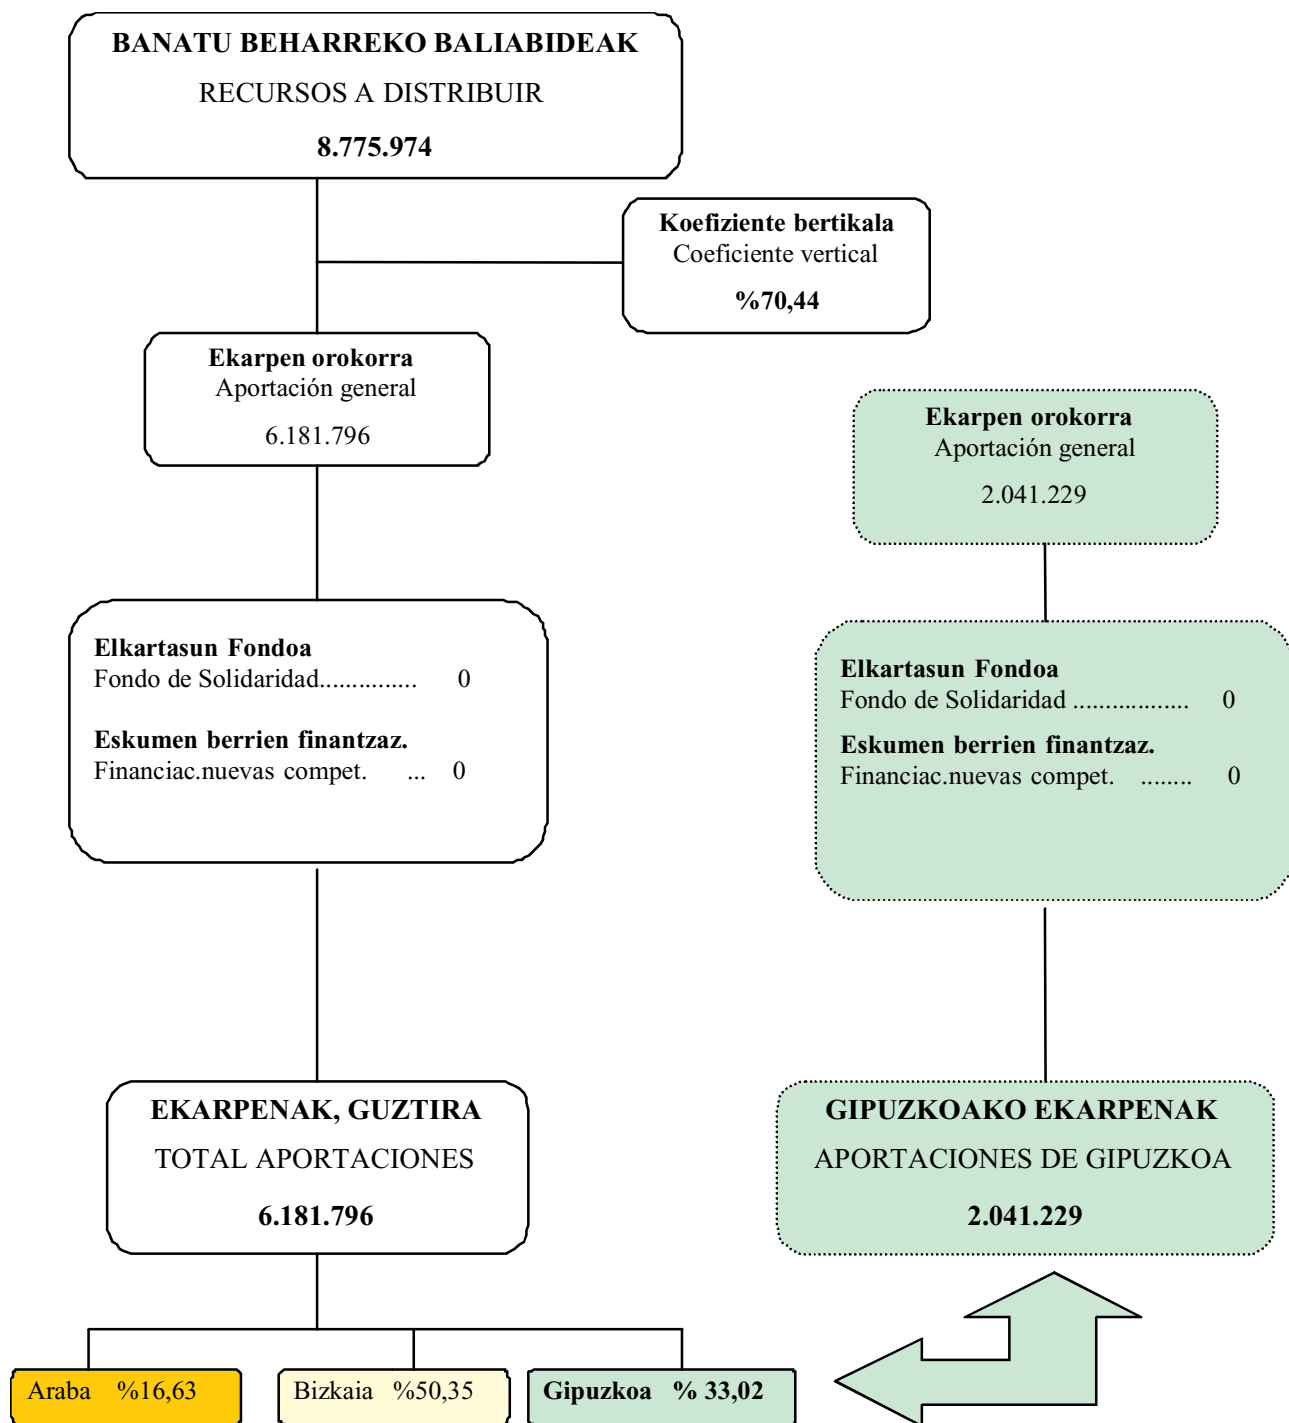 BANATU BEHARREKO BALIABIDEAK
RECURSOS A DISTRIBUIR
8.775.974
Koefiziente bertikala
Coeficiente vertical
%70,44
Ekarpen orokorra
Aportación general
6.181.796
Ekarpen orokorra
Aportación general
2.041.229
Elkartasun Fondoa
Fondo de Solidaridad............... 0
Eskumen berrien finantzaz.
Financiac.nuevas compet. ... 0
Elkartasun Fondoa
Fondo de Solidaridad .................. 0
Eskumen berrien finantzaz.
Financiac.nuevas compet. ........ 0
EKARPENAK, GUZTIRA
TOTAL APORTACIONES
6.181.796
GIPUZKOAKO EKARPENAK
APORTACIONES DE GIPUZKOA
2.041.229
Araba %16,63
Bizkaia %50,35
Gipuzkoa % 33,02